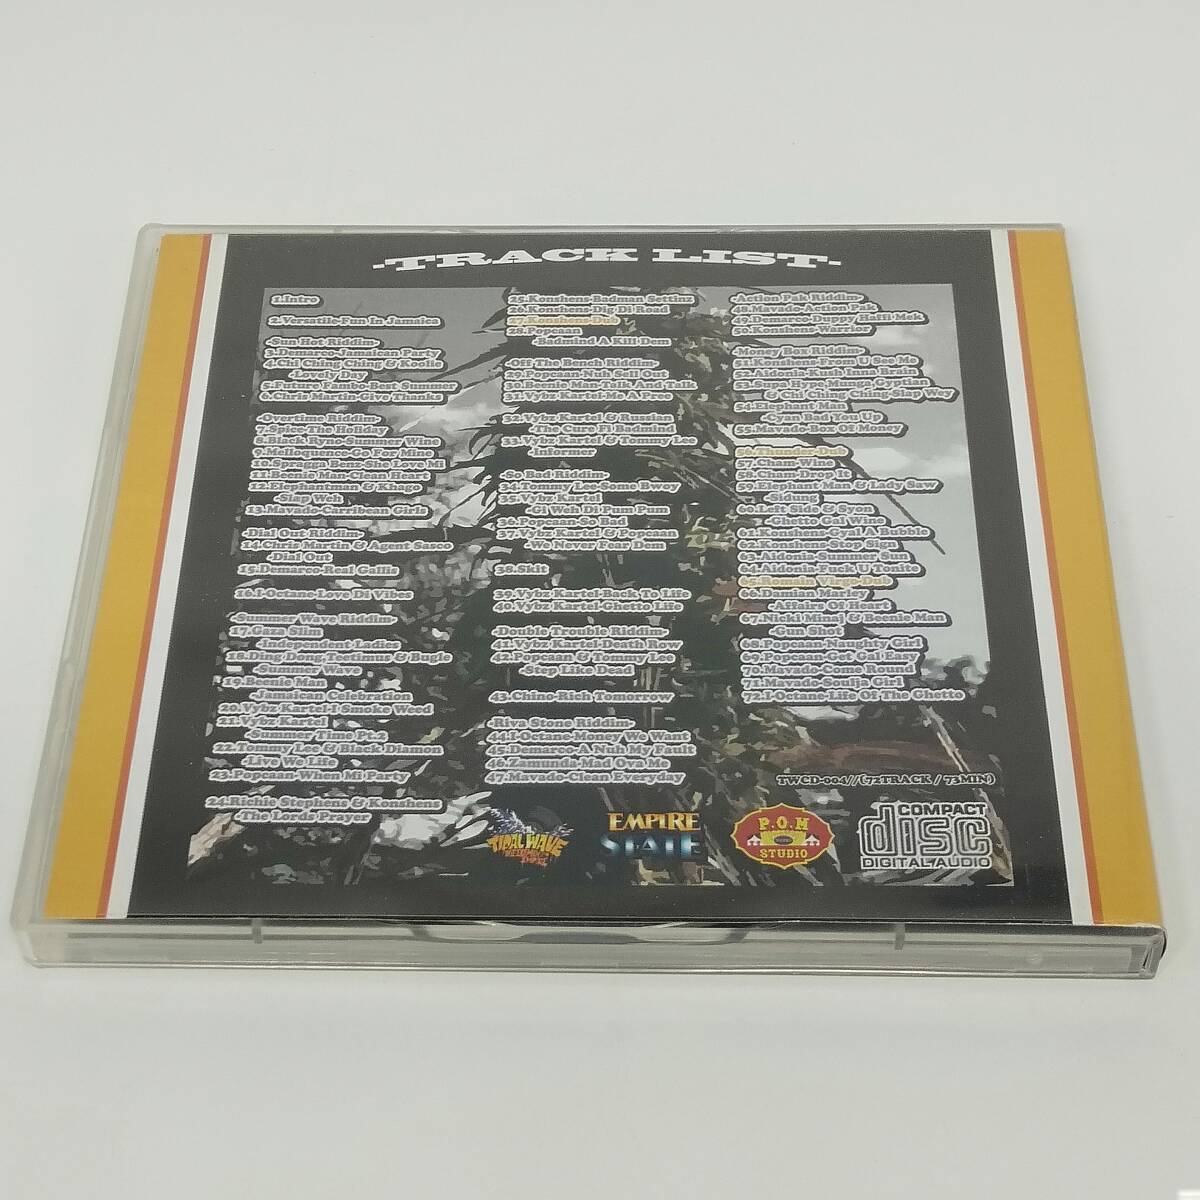 -TRACK LIST-
1.Intro
2.Versatile-Fun In Jamaica
-Sun Hot Riddim-
3.Demarco-Jamaican Party
4.Chi Ching Ching & Koolie
-Lovely Day
5.Future Fambo-Best Summer
6.Chris Martin-Give Thanks
-Overtime Riddim-
7.Spice-The Holiday
8.Black Ryno-Summer Wine
9.Melloquence-Go For Mine
10.Spragga Benz-She Love Mi
11.Beenie Man-Clean Heart
12.Elephantman & Khago
-Slap Weh
13.Mavado-Carribean Girls
-Dial Out Riddim-
14.Chris Martin & Agent Sasco
-Dial Out
15.Demarco-Real Gallis
16.I-Octane-Love Di Vibes
-Summer Wave Riddim-
17.Gaza Slim
-Independent Ladies
18.Ding Dong,Voicemail & Bugle
-Summer Wave
19.Beenie Man
-Jamaican Celebration
20.Vybz Kartel-I Smoke Weed
21.Vybz Kartel
-Summer Time Pt.2
22.Tommy Lee & Black Diamon
-Live We Life
23.Popcaan-When Mi Party
24.Richie Stephens & Konshens
-The Lords Prayer
25.Konshens-Badman Settinz
26.Konshens-Dig Di Road
27.Konshens-Dub
28.Popcaan
-Badmind A Kill Dem
-Off The Bench Riddim-
29.Popcaan-Nuh Sell Out
30.Beenie Man-Talk And Talk
31.Vybz Kartel-Me A Pree
32.Vybz Kartel & Russian
-The Cure Fi Badmind
33.Vybz Kartel & Tommy Lee
-Informer
-So Bad Riddim-
34.Tommy Lee-Some Bwoy
35.Vybz Kartel
-Gi Weh Di Pum Pum
36.Popcaan-So Bad
37.Vybz Kartel & Popcaan
-We Never Fear Dem
38.Skit
39.Vybz Kartel-Back To Life
40.Vybz Kartel-Ghetto Life
-Double Trouble Riddim-
41.Vybz Kartel-Death Row
42.Popcaan & Tommy Lee
-Step Like Dead
43.Chino-Rich Tomorrow
-Riva Stone Riddim-
44.I-Octane-Money We Want
45.Demarco-A Nuh My Fault
46.Zamunda-Mad Ova Me
47.Mavado-Clean Everyday
-Action Pak Riddim-
48.Mavado-Action Pak
49.Demarco-Duppy Haffi Mek
50.Konshens-Warrior
-Money Box Riddim-
51.Konshens-From U See Me
52.Aidonia-Kush Inna Brain
53.Supa Hype,Munga,Gyptian
& Chi Ching Ching-Slap Wey
54.Elephant Man
-Cyan Bad You Up
55.Mavado-Box Of Money
56.Thunder-Dub
57.Cham-Wine
58.Cham-Drop It
59.Elephant Man & Lady Saw
-Sidung
60.Left Side & Syon
-Ghetto Gal Wine
61.Konshens-Gyal A Bubble
62.Konshens-Stop Sign
63.Aidonia-Summer Sun
64.Aidonia-Fuck U Tonite
65.Romain Virgo-Dub
66.Damian Marley
-Affairs Of Heart
67.Nicki Minaj & Beenie Man
-Gun Shot
68.Popcaan-Hangity Girl
69.Popcaan-Get Gal Easy
70.Mavado-Come Around
71.Mavado-Soulja Girl
72.I-Octane-Life Of The Ghetto
TWCD-004//(72TRACK / 73MIN)
TIDAL WAVE
EMPIRE
STATE
P.O.M
STUDIO
COMPACT
disc
DIGITAL AUDIO